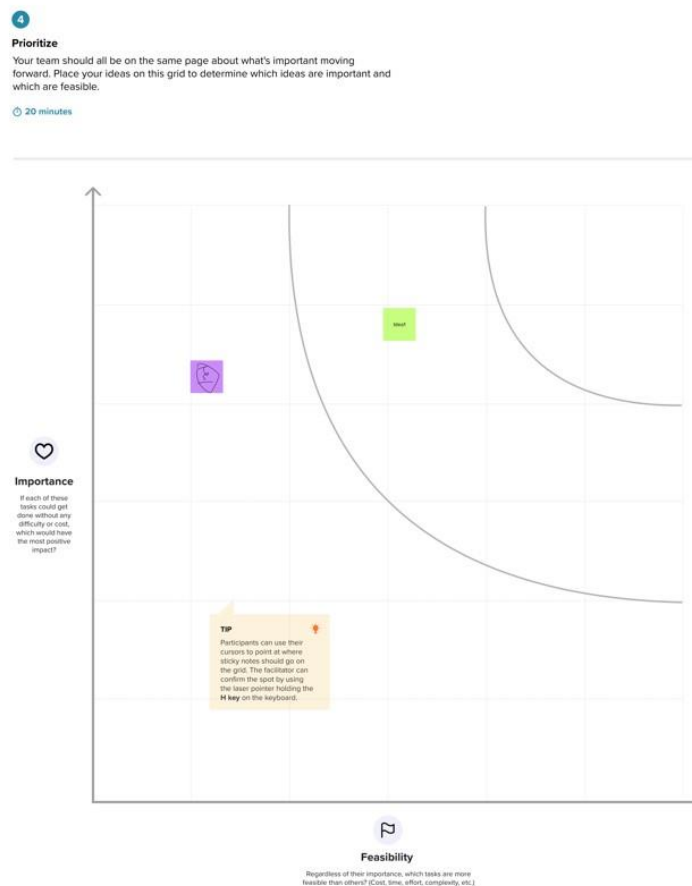 4
Prioritize
Your team should all be on the same page about what's important moving
forward. Place your ideas on this grid to determine which ideas are important and
which are feasible.
20 minutes
Importance
If each of these
tasks could get
done without any
difficulty or cost,
which would have
the most positive
impact?
TIP
Participants can use their
cursors to point at where
sticky notes should go on
the grid. The facilitator can
confirm the spot by using
the laser pointer holding the
H key on the keyboard.
Feasibility
Regardless of their importance, which tasks are more
feasible than others? (Cost, time, effort, complexity, etc.)